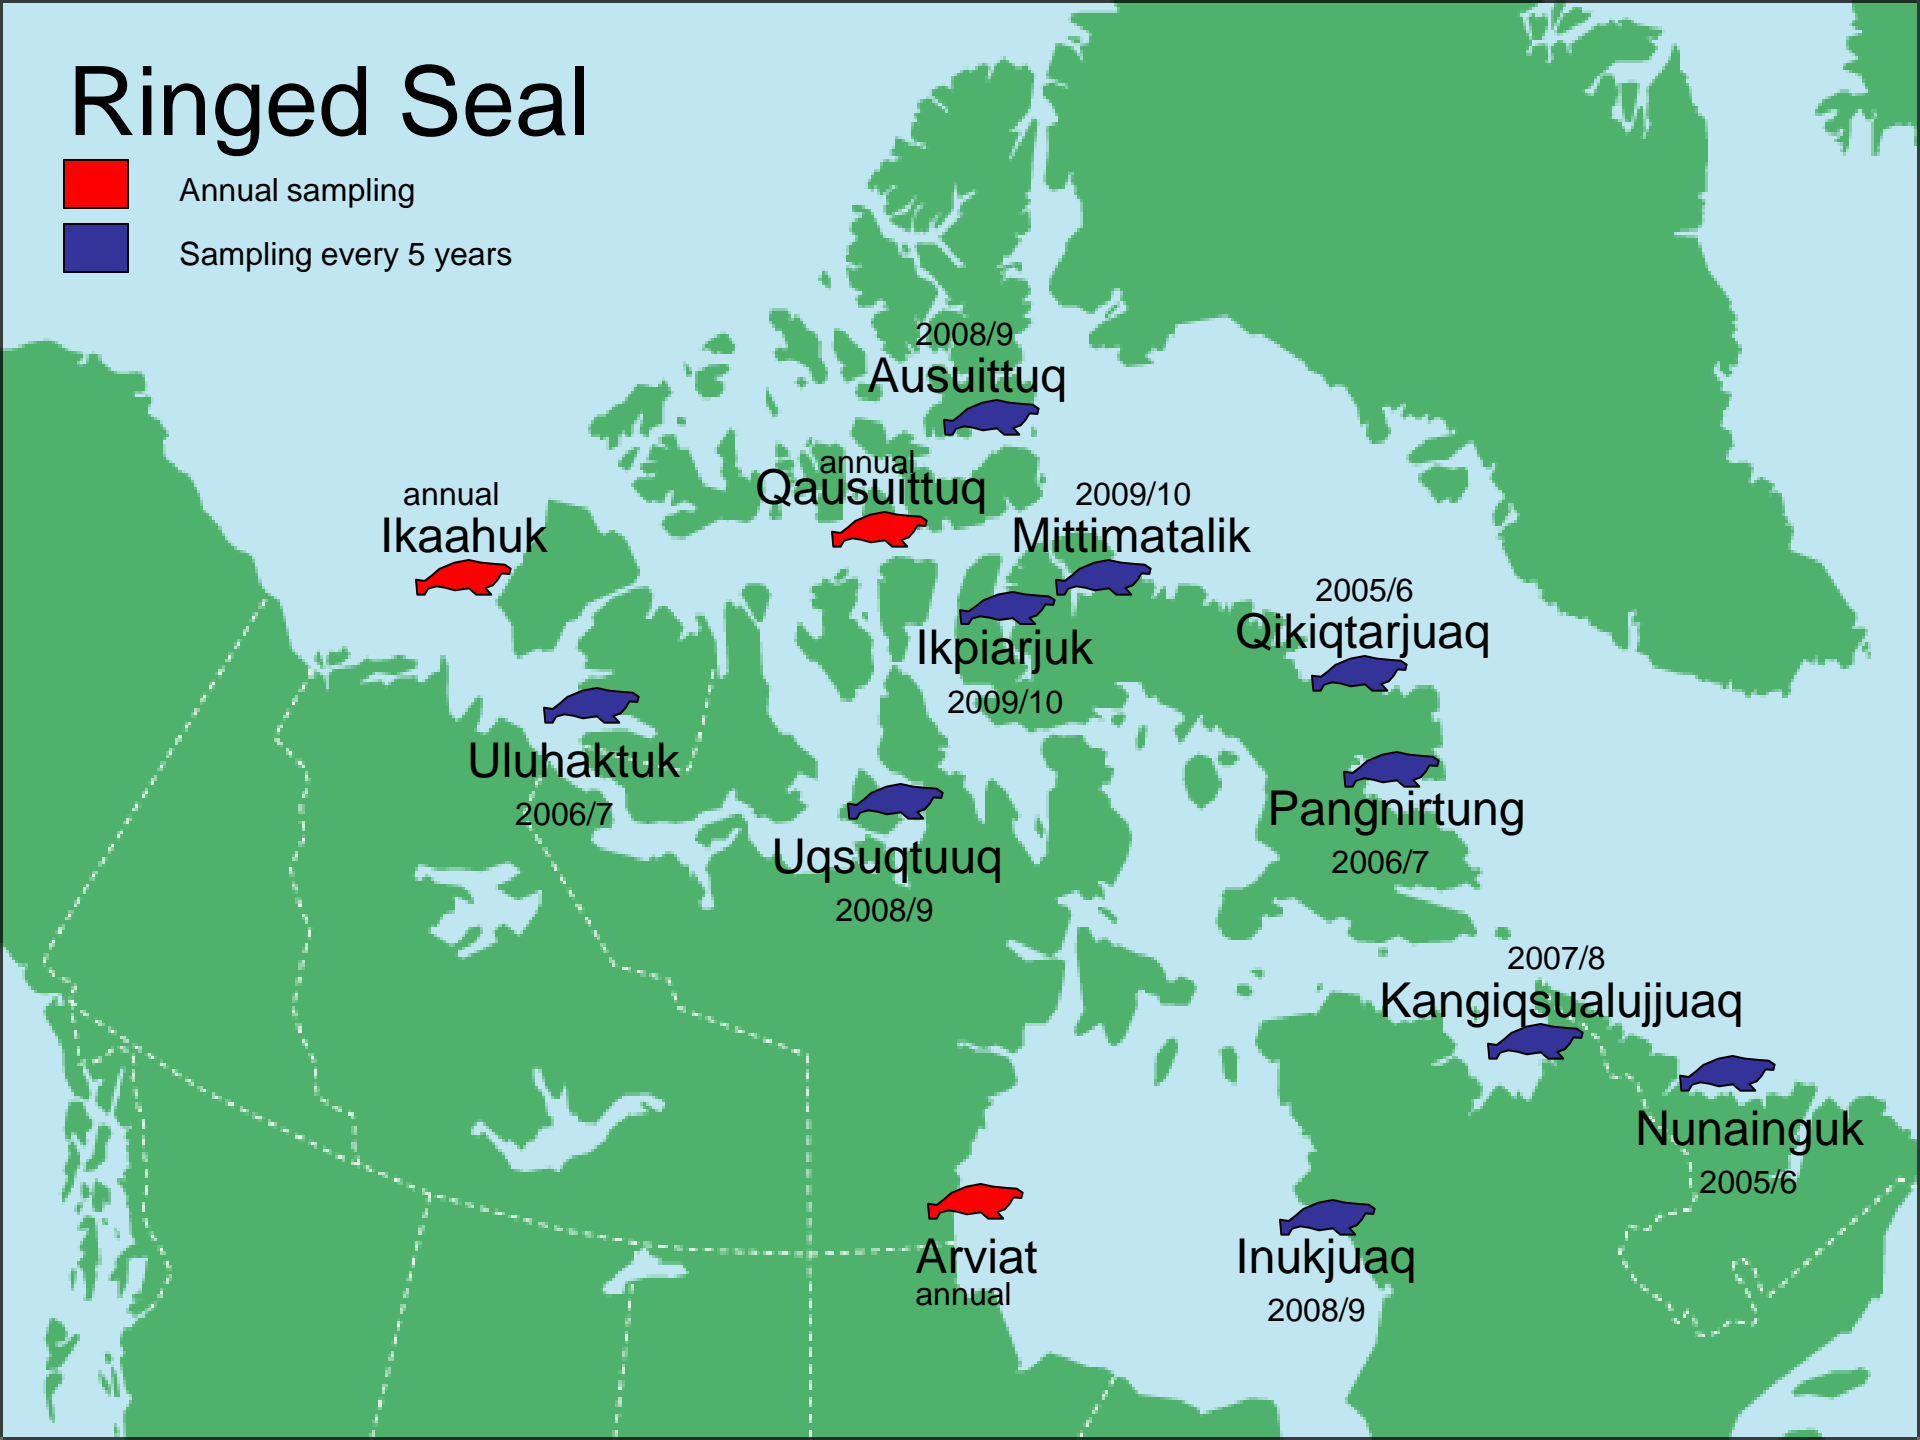 Ringed Seal
Annual sampling
Sampling every 5 years
2008/9
Ausuittuq
annual
Qausuittuq
annual
Ikaahuk
2009/10
Mittimatalik
2005/6
Qikiqtarjuaq
Ikpiarjuk
2009/10
Uluhaktuk
2006/7
Pangnirtung
2006/7
Uqsuqtuuq
2008/9
2007/8
Kangiqsualujjuaq
Nunainguk
2005/6
Arviat
annual
Inukjuaq
2008/9